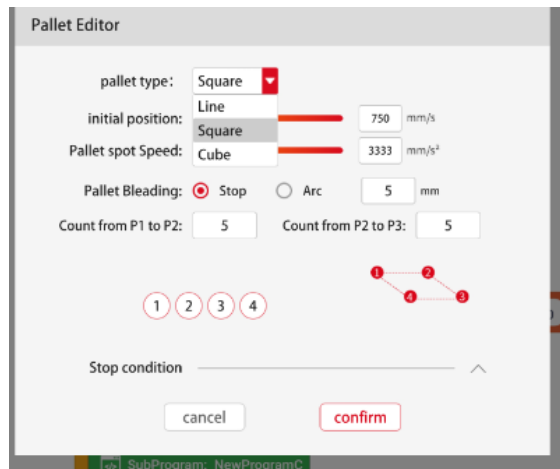 Pallet Editor
pallet type: Square
Line
Square
Cube
initial position: 750 mm/s
Pallet spot Speed: 3333 mm/s²
Pallet Bleading: Stop Arc 5 mm
Count from P1 to P2: 5 Count from P2 to P3: 5
1 2
4 3
1 2 3 4
Stop condition
cancel confirm
SubProgram: NewProgramC